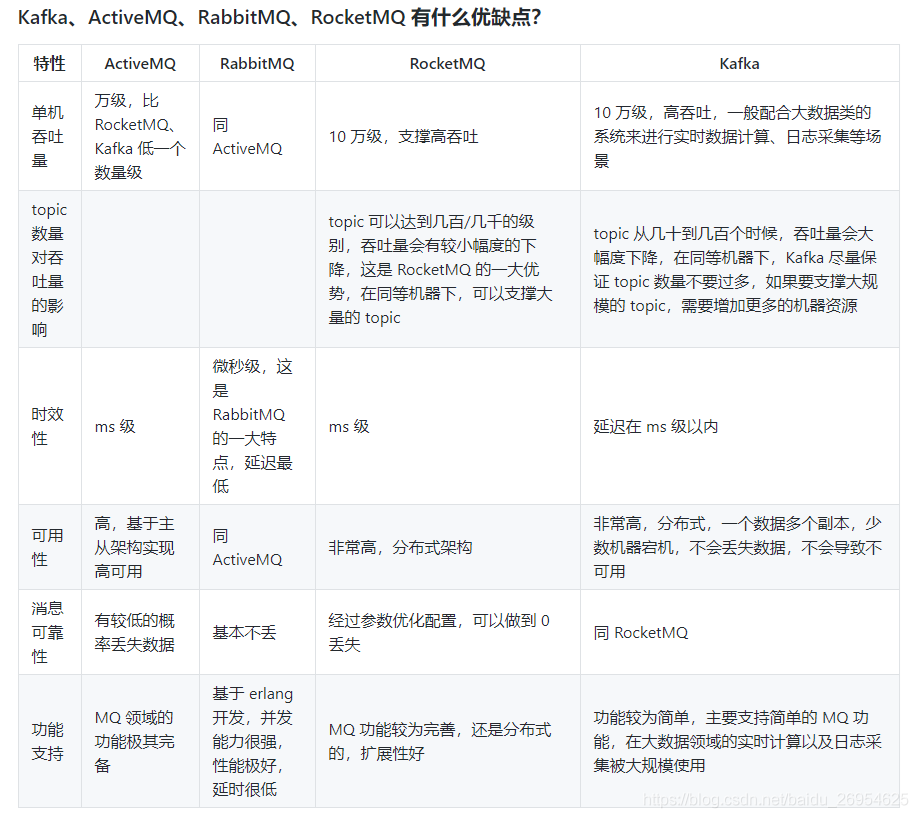 Kafka、ActiveMQ、RabbitMQ、RocketMQ 有什么优缺点?
特性
ActiveMQ
RabbitMQ
RocketMQ
Kafka
单机
吞吐
量
万级，比
RocketMQ、
Kafka 低一个
数量级
同
ActiveMQ
10 万级，支撑高吞吐
10 万级，高吞吐，一般配合大数据类的
系统来进行实时数据计算、日志采集等场
景
topic
数量
对吞
吐量
的影
响
topic 可以达到几百/几千的级
别，吞吐量会有较小幅度的下
降，这是 RocketMQ 的一大优
势，在同等机器下，可以支撑大
量的 topic
topic 从几十到几百个时候，吞吐量会大
幅度下降，在同等机器下，Kafka 尽量保
证 topic 数量不要过多，如果要支撑大规
模的 topic，需要增加更多的机器资源
时效
性
ms 级
微秒级，这
是
RabbitMQ
的一大特
点，延迟最
低
ms 级
延迟在 ms 级以内
可用
性
高，基于主
从架构实现
高可用
同
ActiveMQ
非常高，分布式架构
非常高，分布式，一个数据多个副本，少
数机器宕机，不会丢失数据，不会导致不
可用
消息
可靠
性
有较低的概
率丢失数据
基本不丢
经过参数优化配置，可以做到 0
丢失
同 RocketMQ
功能
支持
MQ 领域的
功能极其完
备
基于 erlang
开发，并发
能力很强，
性能极好，
延时很低
MQ 功能较为完善，还是分布式
的，扩展性好
功能较为简单，主要支持简单的 MQ 功
能，在大数据领域的实时计算以及日志采
集被大规模使用
https://blog.csdn.net/baidu_26954625